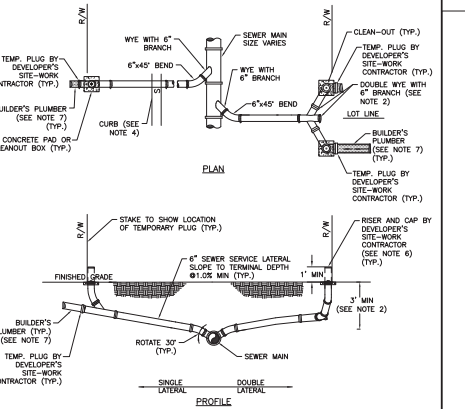 R/W
WYE WITH 6"
BRANCH
SEWER MAIN
SIZE VARIES
R/W
CLEAN-OUT (TYP.)
TEMP. PLUG BY
DEVELOPER'S
SITE-WORK
CONTRACTOR (TYP.)
TEMP. PLUG BY
DEVELOPER'S
SITE-WORK
NTRACTOR (TYP.)
6"x45° BEND
WYE WITH
6" BRANCH
DOUBLE WYE WITH
6" BRANCH (SEE
NOTE 2)
UILDER'S PLUMBER
(SEE NOTE 7)
(TYP.)
6"x45° BEND
LOT LINE
CURB (SEE
NOTE 4)
S
BUILDER'S
PLUMBER
(SEE NOTE 7)
(TYP.)
CONCRETE PAD OR
EANOUT BOX (TYP.)
PLAN
TEMP. PLUG BY
DEVELOPER'S
SITE-WORK
CONTRACTOR (TYP.)
R/W
STAKE TO SHOW LOCATION
OF TEMPORARY PLUG (TYP.)
R/W
RISER AND CAP BY
DEVELOPER'S
SITE-WORK
CONTRACTOR
(SEE NOTE 6)
(TYP.)
6" SEWER SERVICE LATERAL
SLOPE TO TERMINAL DEPTH
@1.0% MIN (TYP.)
1' MIN
FINISHED GRADE
3' MIN
(SEE NOTE 2)
BUILDER'S
LUMBER (TYP.)
(SEE NOTE 7)
ROTATE 30°
(TYP.)
SEWER MAIN
TEMP. PLUG BY
DEVELOPER'S
SITE-WORK
ONTRACTOR (TYP.)
SINGLE
LATERAL
DOUBLE
LATERAL
PROFILE